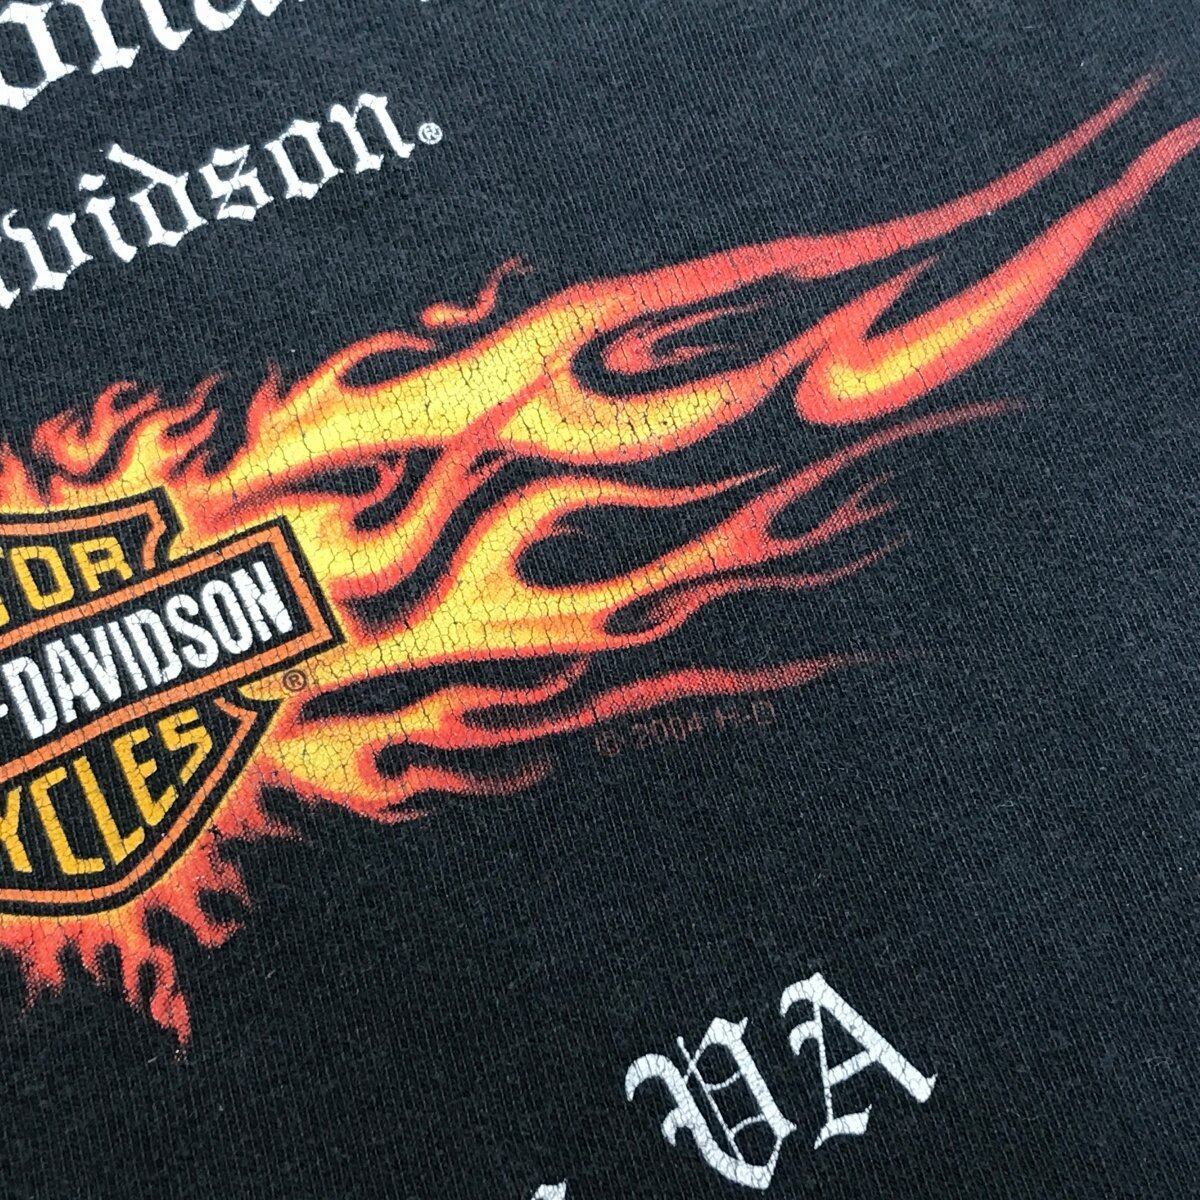 vidson.®
TOR
-DAVIDSON
®
YCLES
© 2004 H-D
VA